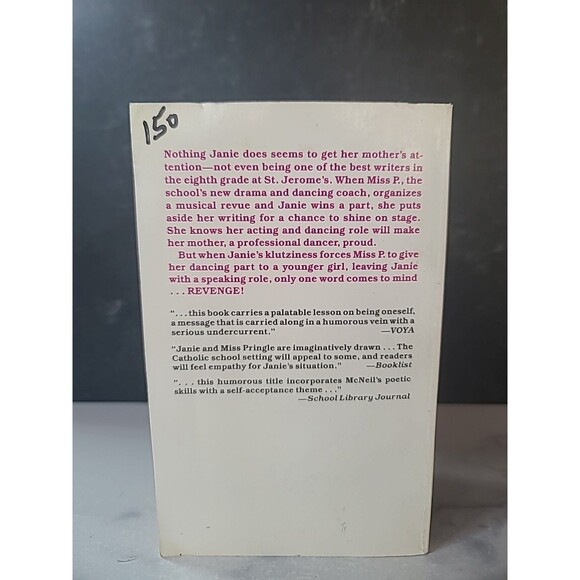 150
Nothing Janie does seems to get her mother's at-
tention—not even being one of the best writers in
the eighth grade at St. Jerome's. When Miss P., the
school's new drama and dancing coach, organizes
a musical revue and Janie wins a part, she puts
aside her writing for a chance to shine on stage.
She knows her acting and dancing role will make
her mother, a professional dancer, proud.
But when Janie's klutziness forces Miss P. to give
her dancing part to a younger girl, leaving Janie
with a speaking role, only one word comes to mind
. . . REVENGE!
“. . . this book carries a palatable lesson on being oneself,
a message that is carried along in a humorous vein with a
serious undercurrent.” —VOYA
“Janie and Miss Pringle are imaginatively drawn . . . The
Catholic school setting will appeal to some, and readers
will feel empathy for Janie's situation.” —Booklist
“. . . this humorous title incorporates McNeil's poetic
skills with a self-acceptance theme . . .”
—School Library Journal